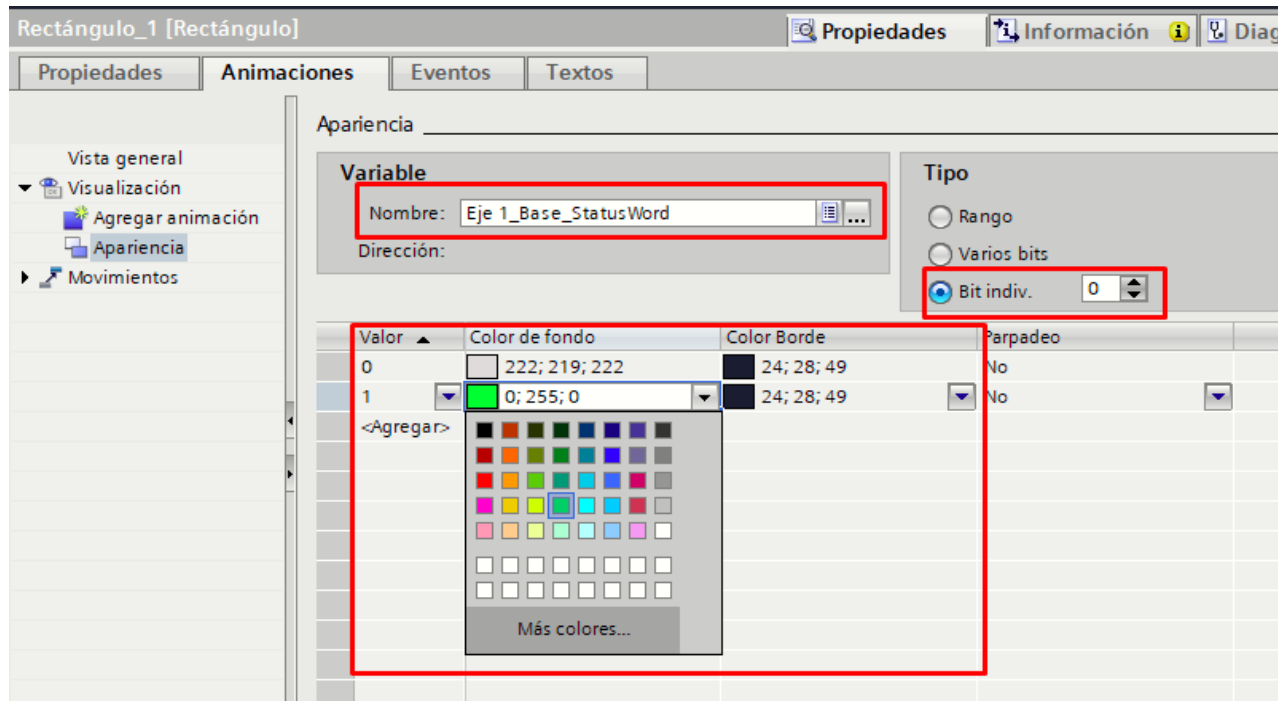 Rectángulo_1 [Rectángulo]
Propiedades
Información
Diag
Propiedades
Animaciones
Eventos
Textos
Apariencia
Vista general
Visualización
Agregar animación
Apariencia
Movimientos
Variable
Nombre: Eje 1_Base_StatusWord
Dirección:
Tipo
Rango
Varios bits
Bit indiv. 0
Valor Color de fondo Color Borde Parpadeo
0 222; 219; 222 24; 28; 49 No
1 0; 255; 0 24; 28; 49 No
<Agregar>
Más colores...